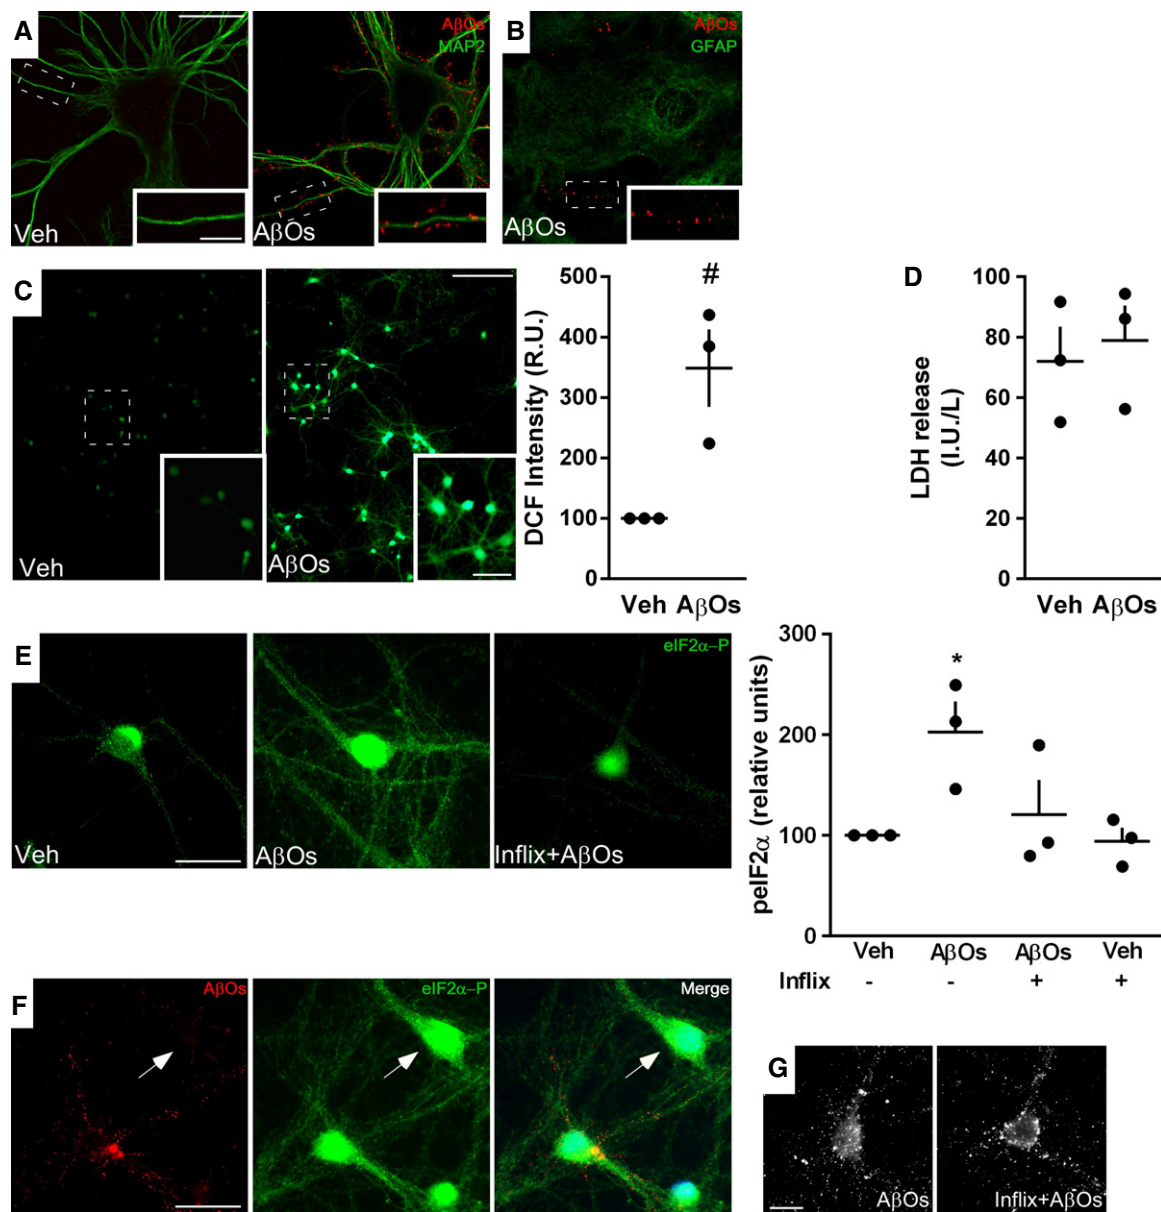 A
AβOs
MAP2
Veh
AβOs
B
AβOs
GFAP
AβOs
C
Veh
AβOs
DCF Intensity (R.U.)
500
400
300
200
100
0
#
Veh
AβOs
D
LDH release
(I.U./L)
100
80
60
40
20
0
Veh
AβOs
E
Veh
AβOs
eIF2α–P
Inflix+AβOs
peIF2α (relative units)
300
200
100
0
*
Veh
AβOs
AβOs
Veh
Inflix
-
-
+
+
F
AβOs
eIF2α–P
Merge
G
AβOs
Inflix+AβOs